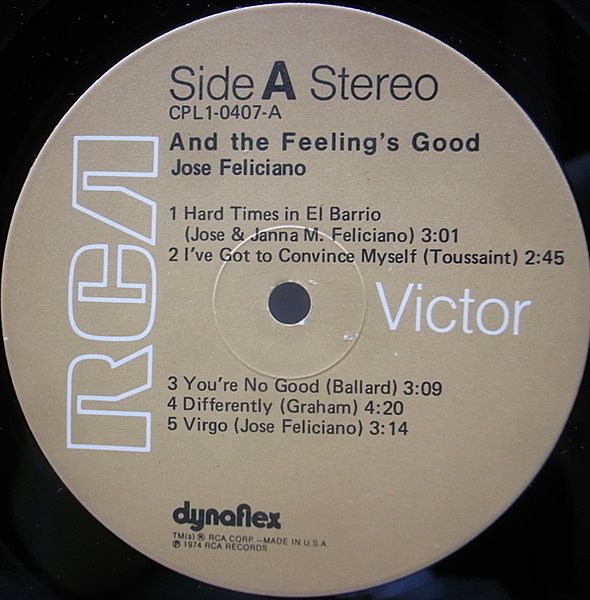 Side A Stereo
CPL1-0407-A
And the Feeling's Good
Jose Feliciano
1 Hard Times in El Barrio
(Jose & Janna M. Feliciano) 3:01
2 I've Got to Convince Myself (Toussaint) 2:45
RCA
Victor
3 You're No Good (Ballard) 3:09
4 Differently (Graham) 4:20
5 Virgo (Jose Feliciano) 3:14
dynaflex
TM(s) ® RCA CORP.—MADE IN U.S.A.
℗ 1974 RCA RECORDS